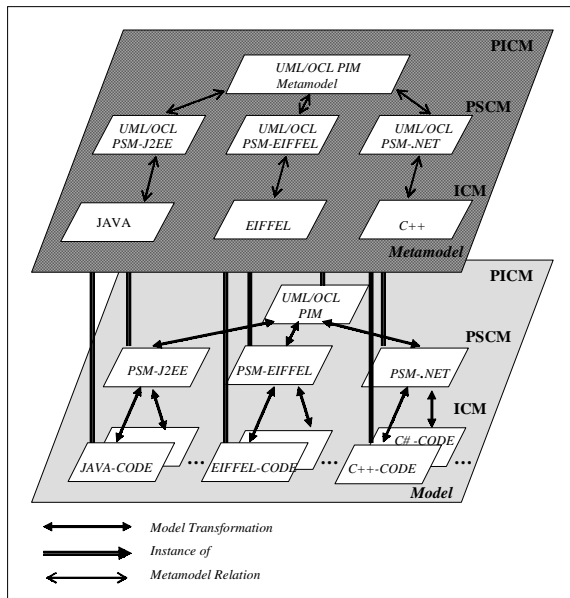 PICM
UML/OCL PIM
Metamodel
PSCM
UML/OCL
PSM-J2EE
UML/OCL
PSM-EIFFEL
UML/OCL
PSM-.NET
ICM
JAVA
EIFFEL
C++
Metamodel
PICM
UML/OCL
PIM
PSCM
PSM-J2EE
PSM-EIFFEL
PSM-.NET
ICM
C# -CODE
JAVA-CODE
...
EIFFEL-CODE
...
C++-CODE
...
Model
Model Transformation
Instance of
Metamodel Relation